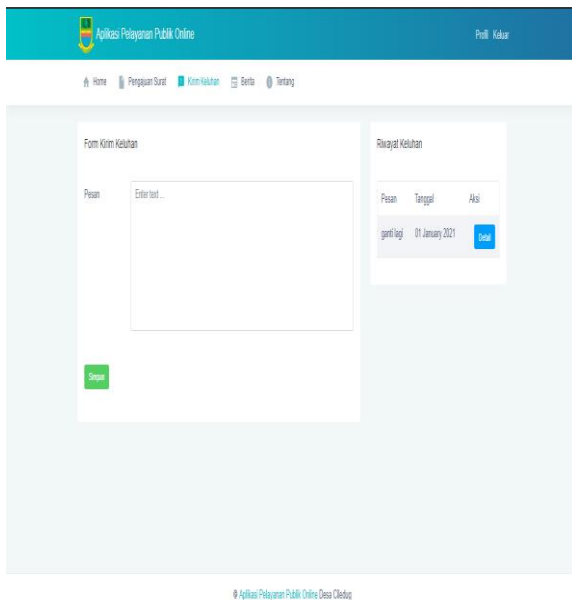 Aplikasi Pelayanan Publik Online
Profil Keluar
Home Pengajuan Surat Kirim Keluhan Berita Tentang
Form Kirim Keluhan
Pesan
Enter text ...
Simpan
Riwayat Keluhan
Pesan Tanggal Aksi
ganti lagi 01 January 2021 Detail
© Aplikasi Pelayanan Publik Online Desa Ciledug